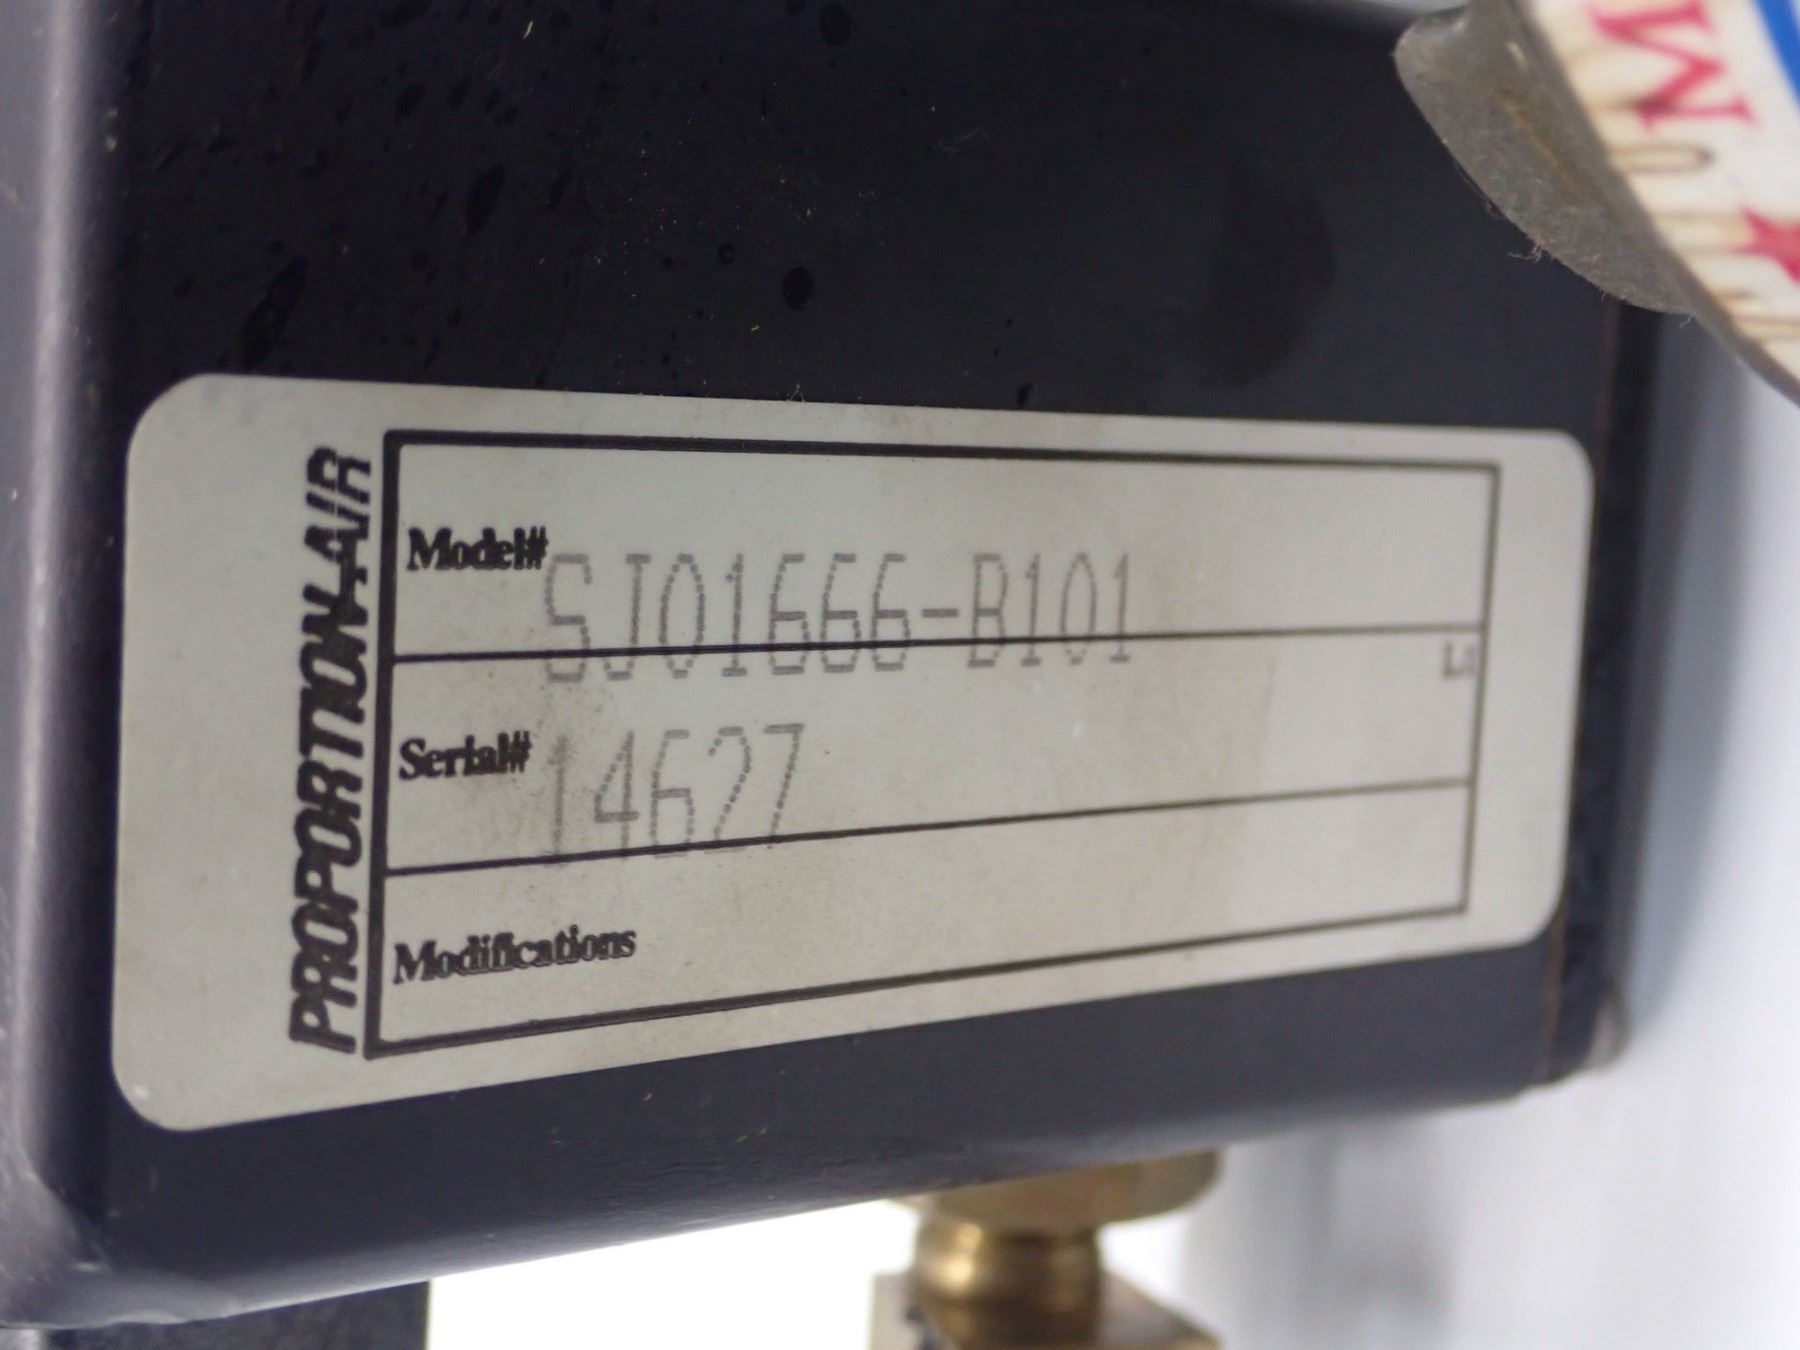 PROPORTION-AIR
Model# SJ01666-B101
Serial# 14627
Modifications